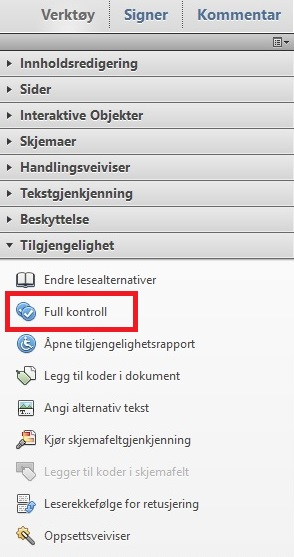 Verktøy Signer Kommentar
Innholdsredigering
Sider
Interaktive Objekter
Skjemaer
Handlingsveiviser
Tekstgjenkjenning
Beskyttelse
Tilgjengelighet
Endre lesealternativer
Full kontroll
Åpne tilgjengelighetsrapport
Legg til koder i dokument
Angi alternativ tekst
Kjør skjemafeltgjenkjenning
Legger til koder i skjemafelt
Leserekkefølge for retusjering
Oppsettsveiviser